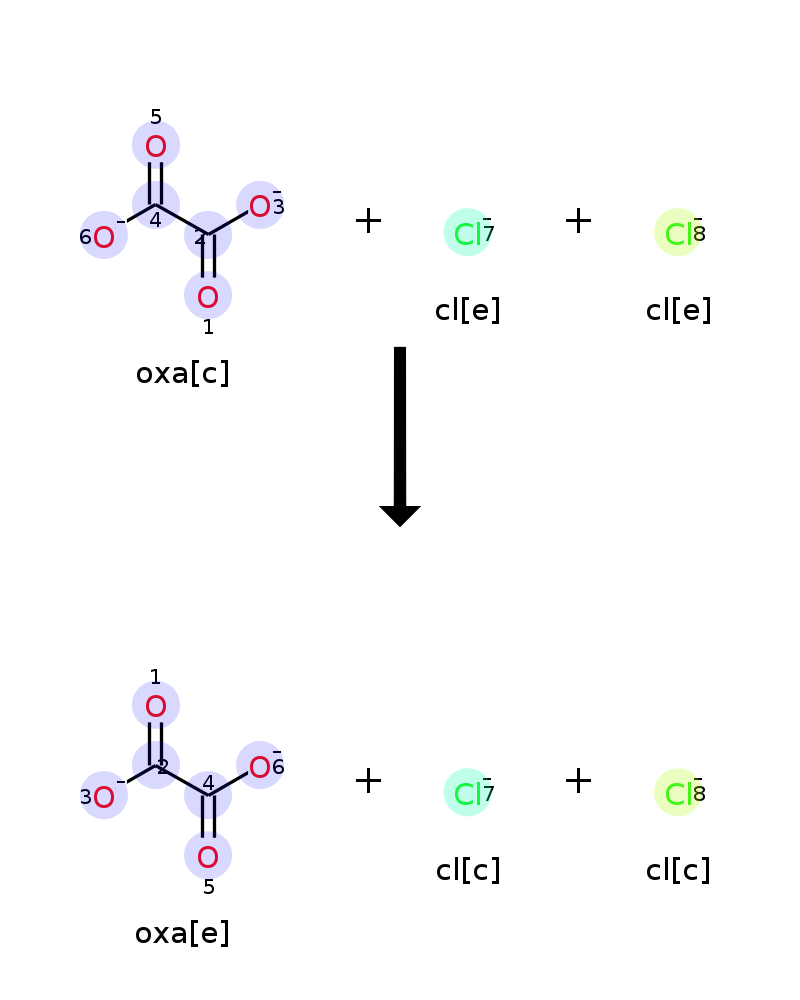 5
O
6 O - 4 2 O - 3
O
1
oxa[c]
+
Cl - 7
cl[e]
+
Cl - 8
cl[e]
1
O
3 O - 2 4 O - 6
O
5
oxa[e]
+
Cl - 7
cl[c]
+
Cl - 8
cl[c]